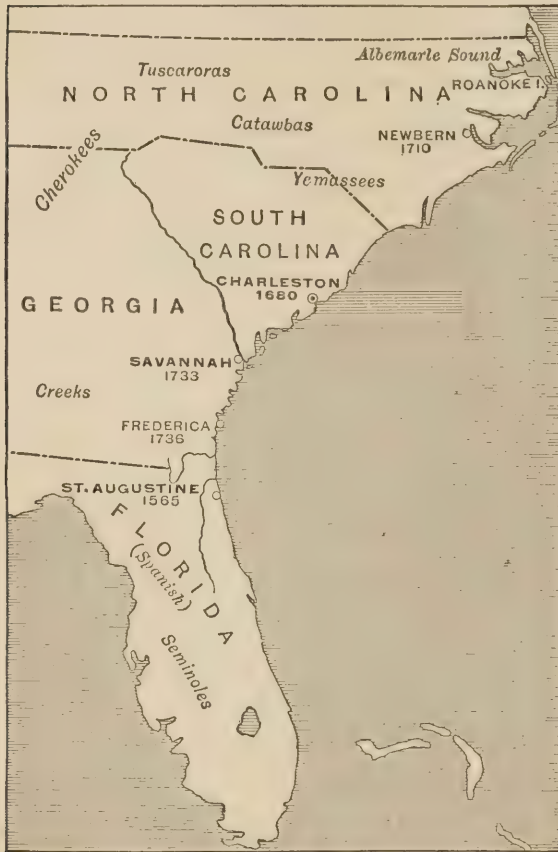 Albemarle Sound
Tuscaroras
ROANOKE I.
NORTH CAROLINA
Catawbas
NEWBERN
1710
Cherokees
Yemassees
SOUTH
CAROLINA
CHARLESTON
1680
GEORGIA
SAVANNAH
1733
Creeks
FREDERICA
1736
ST. AUGUSTINE
1565
FLORIDA
(Spanish)
Seminoles